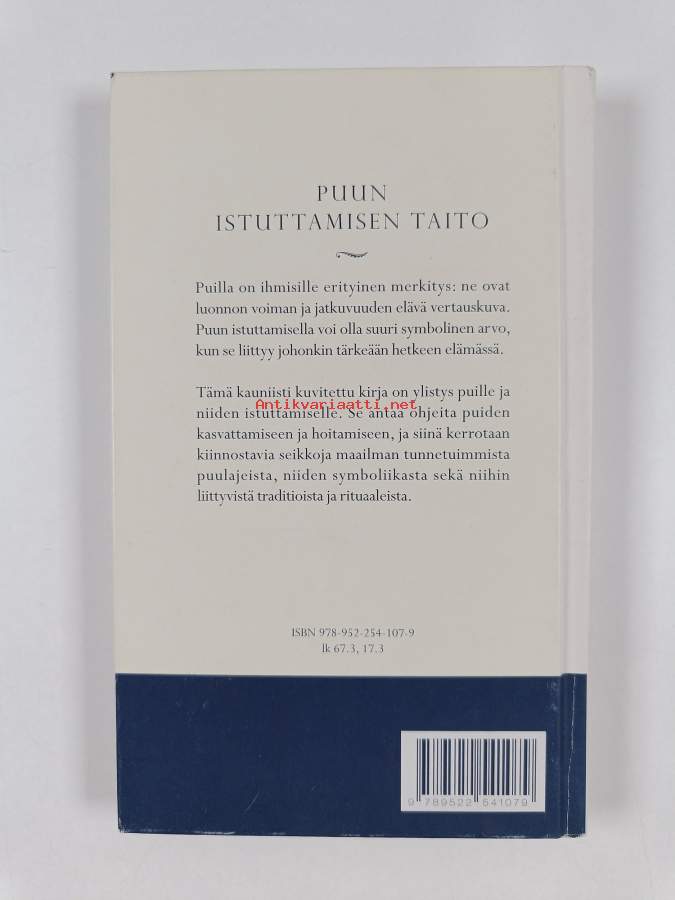 PUUN
ISTUTTAMISEN TAITO
Puilla on ihmisille erityinen merkitys: ne ovat
luonnon voiman ja jatkuvuuden elävä vertauskuva.
Puun istuttamisella voi olla suuri symbolinen arvo,
kun se liittyy johonkin tärkeään hetkeen elämässä.
Tämä kauniisti kuvitettu kirja on ylistys puille ja
niiden istuttamiselle. Se antaa ohjeita puiden
Antikvariaatti.net
kasvattamiseen ja hoitamiseen, ja siinä kerrotaan
kiinnostavia seikkoja maailman tunnetuimmista
puulajeista, niiden symboliikasta sekä niihin
liittyvistä traditioista ja rituaaleista.
ISBN 978-952-254-107-9
lk 67.3, 17.3
9 789522 541079